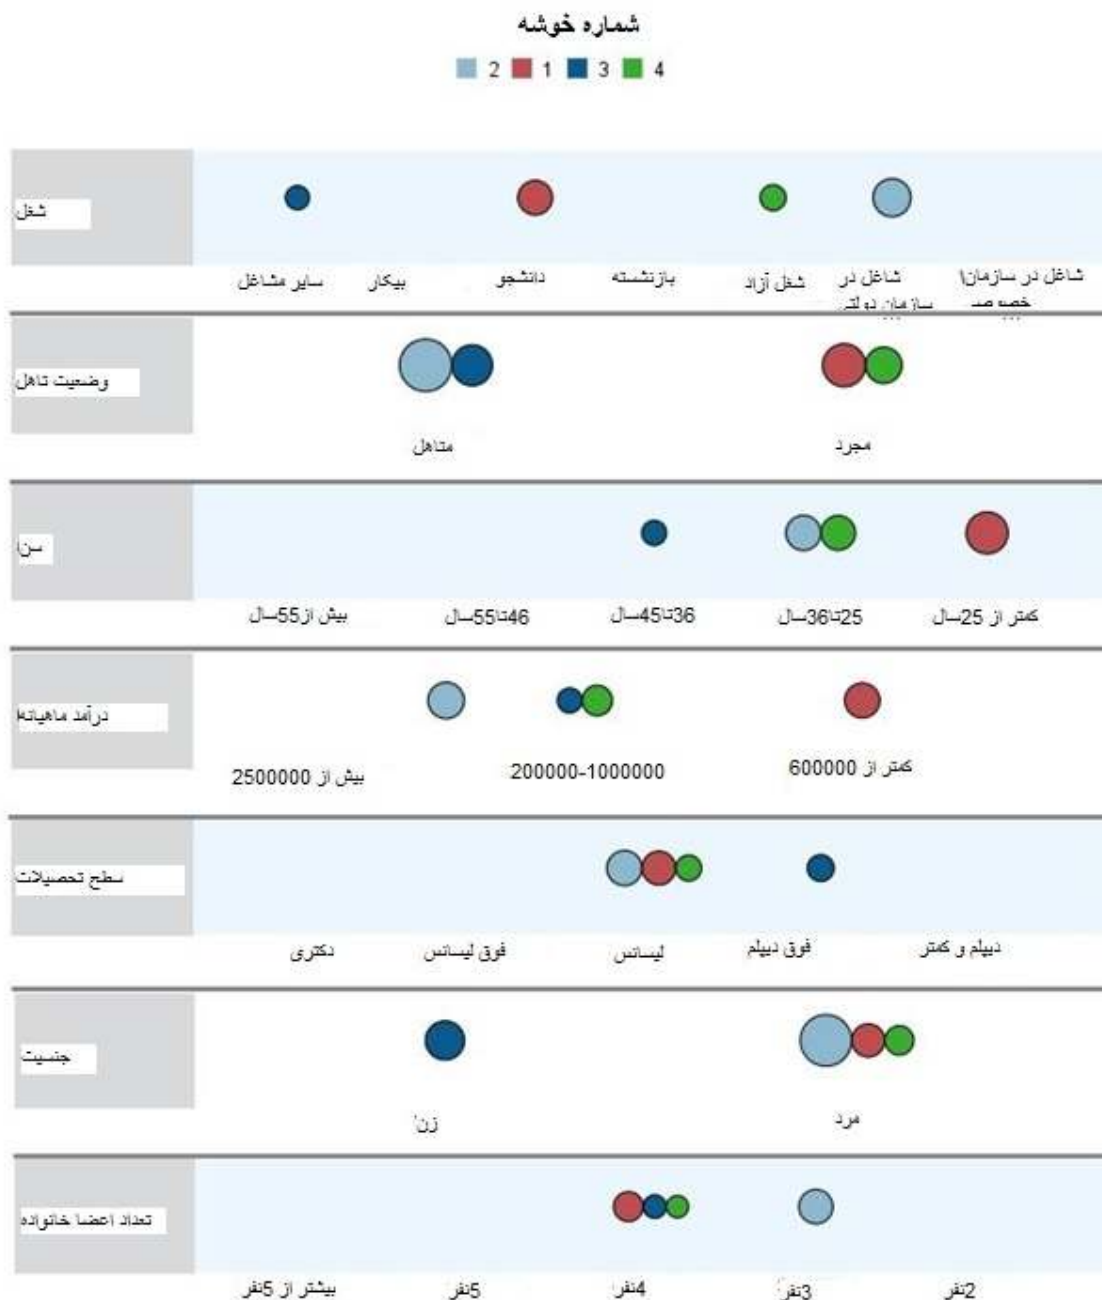 شماره خوشه
2 1 3 4
شغل
سایر مشاغل بیکار دانشجو بازنشسته شغل آزاد شاغل در شاغل در سازمان
سازمان دولتی
وضعیت تاهل
متاهل مجرد
سن
بیش از55سال 46تا55سال 36تا45سال 25تا36سال کمتر از 25سال
درآمد ماهیانه
بیش از 2500000 200000-1000000 کمتر از 600000
سطح تحصیلات
دکتری فوق لیسانس لیسانس فوق دیپلم دیپلم و کمتر
جنسیت
زن مرد
تعداد اعضا خانواده
بیشتر از 5نفر 5نفر 4نفر 3نفر 2نفر